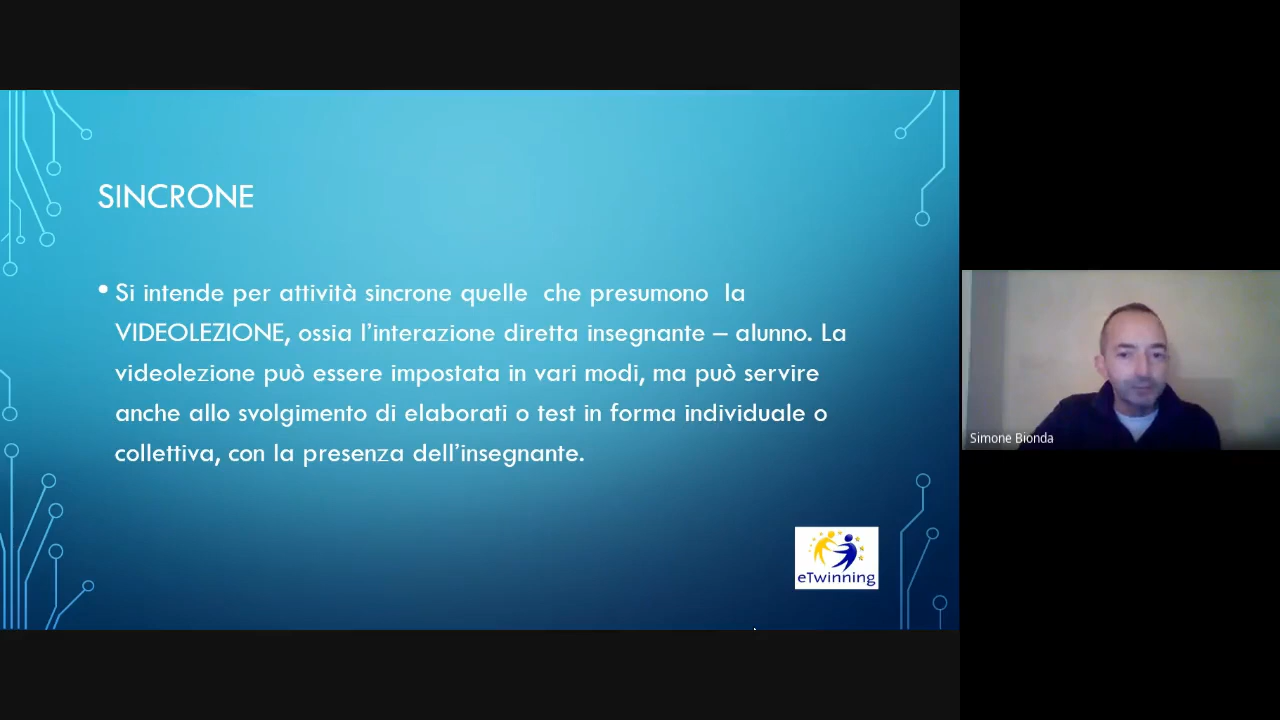 SINCRONE
• Si intende per attività sincrone quelle che presumono la
VIDEOLEZIONE, ossia l'interazione diretta insegnante – alunno. La
videolezione può essere impostata in vari modi, ma può servire
anche allo svolgimento di elaborati o test in forma individuale o
collettiva, con la presenza dell'insegnante.
eTwinning
Simone Bionda